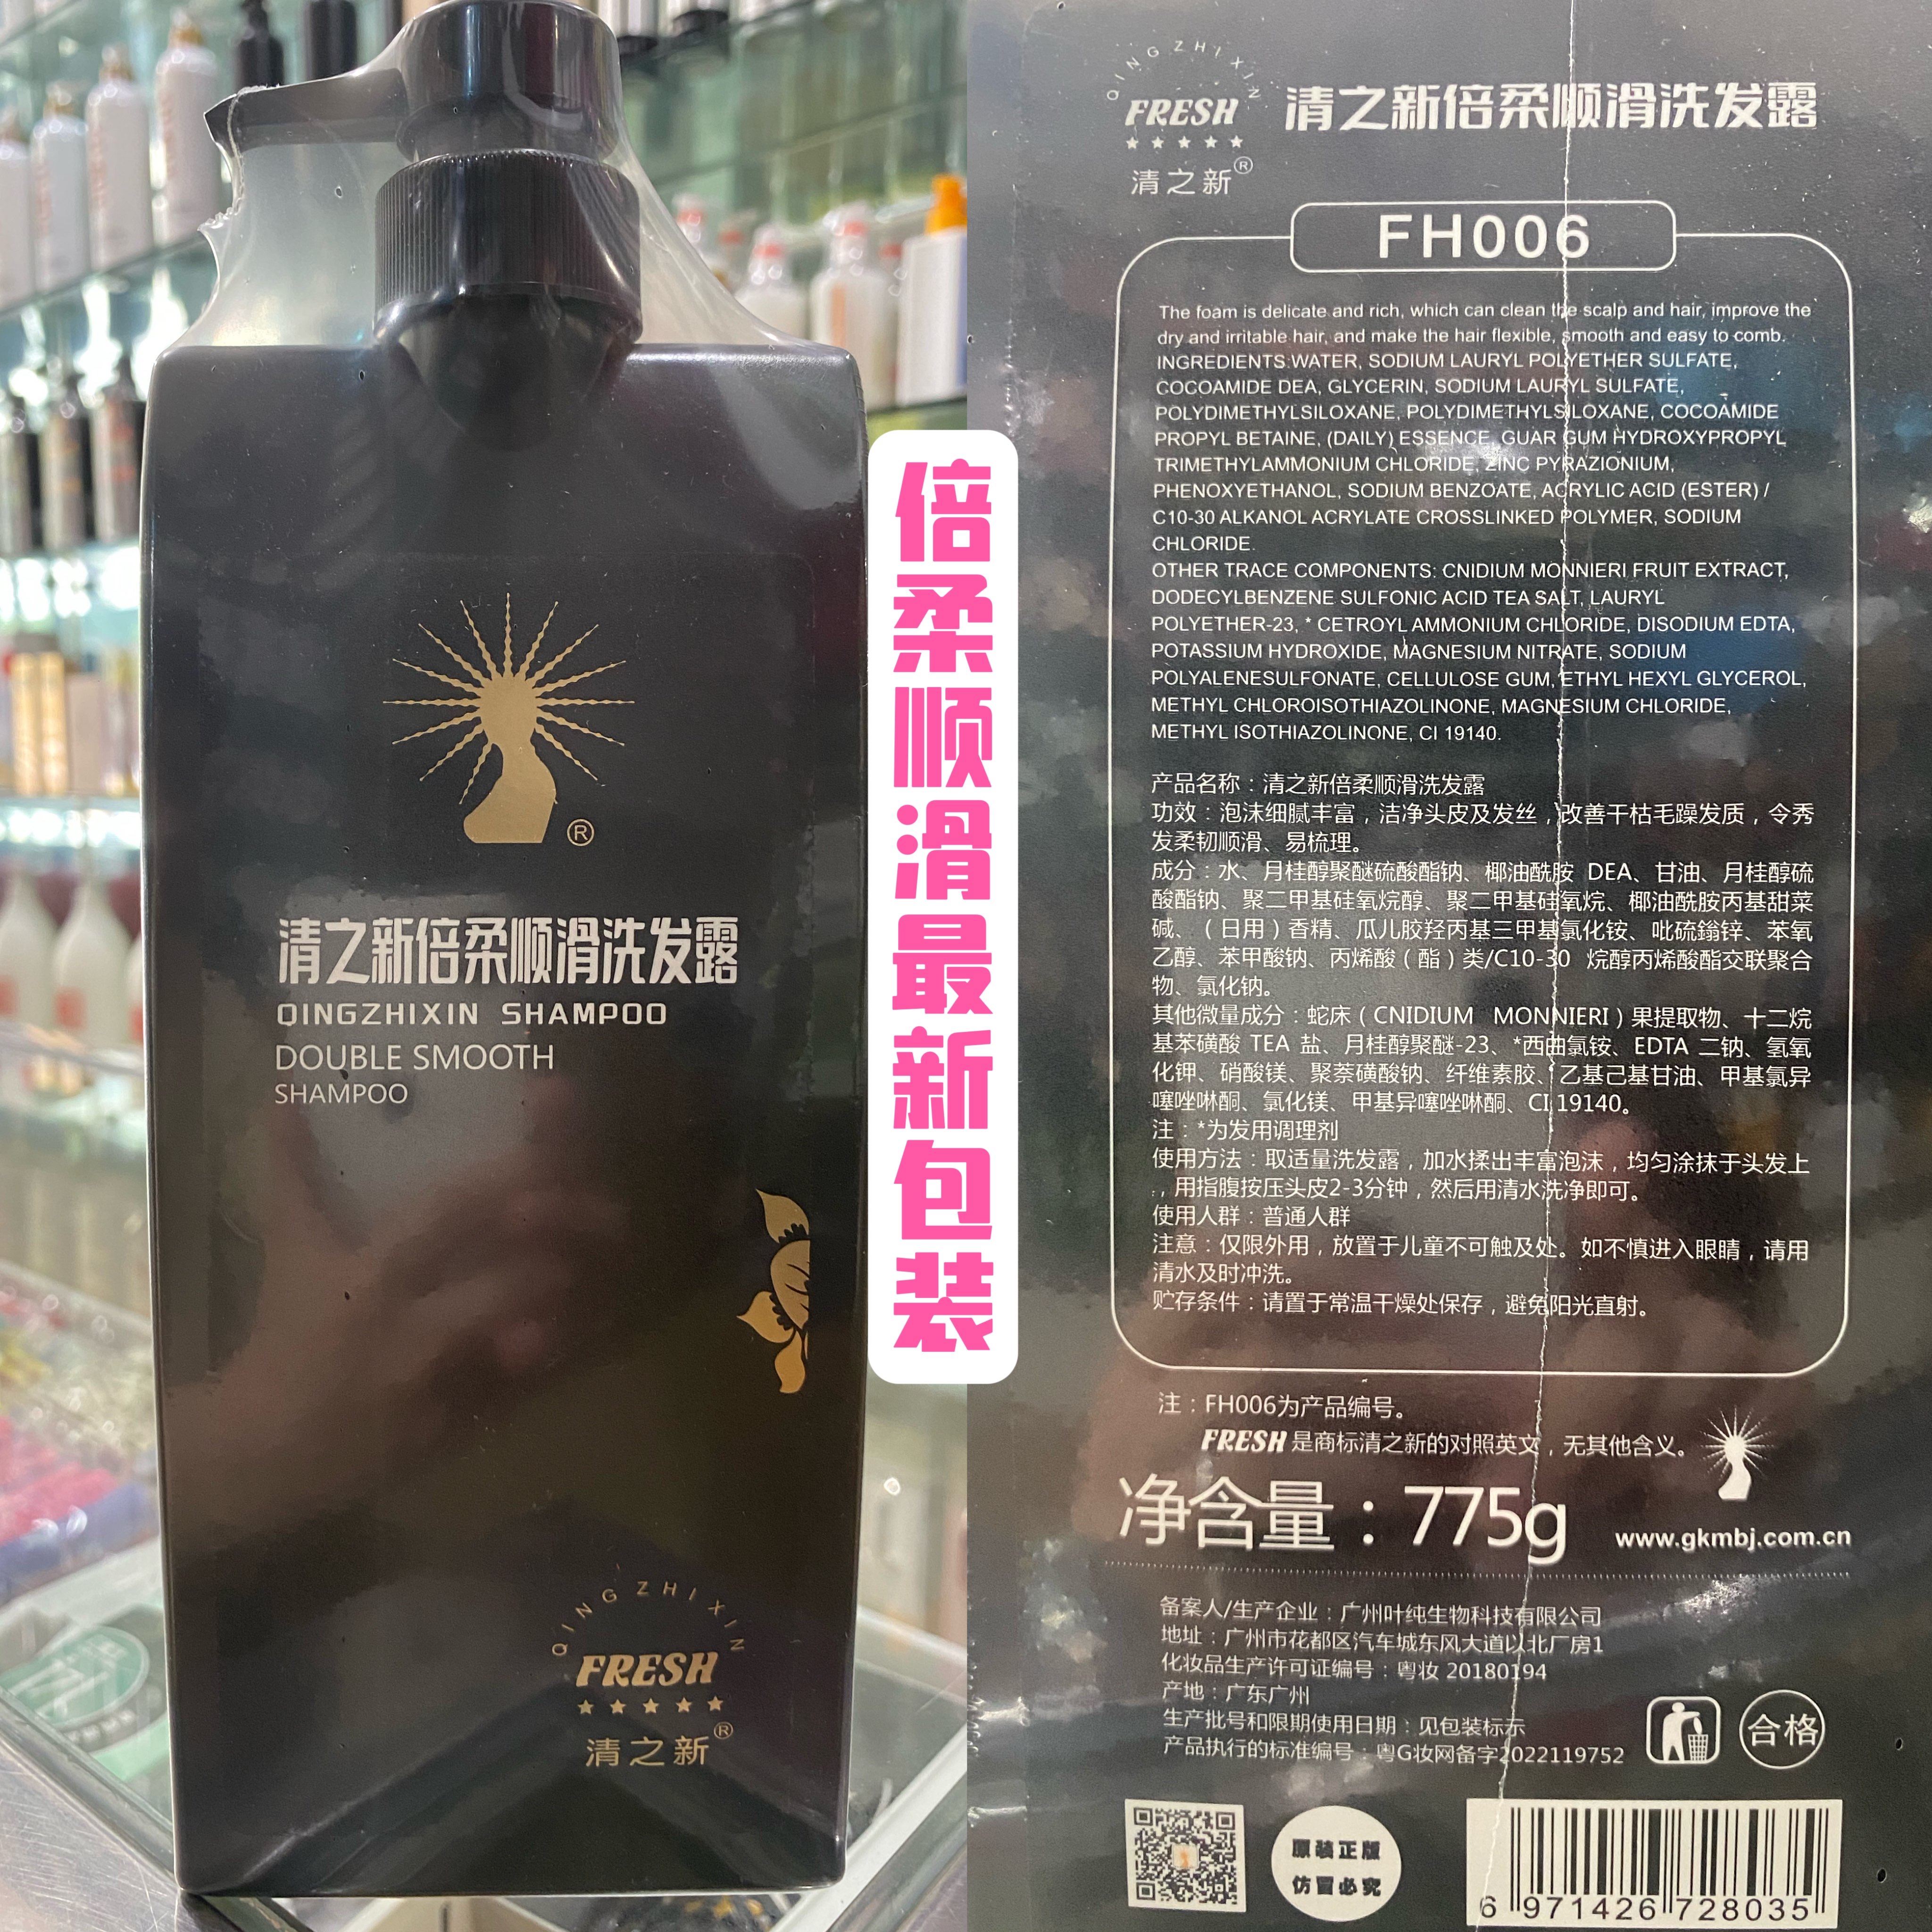 ®
清之新倍柔顺滑洗发露
QINGZHIXIN SHAMPOO
DOUBLE SMOOTH
SHAMPOO
QINGZHIXIN
FRESH
清之新®
倍柔顺滑最新包装
QINGZHIXIN
FRESH
清之新®
清之新倍柔顺滑洗发露
FH006
The foam is delicate and rich, which can clean the scalp and hair, improve the
dry and irritable hair, and make the hair flexible, smooth and easy to comb.
INGREDIENTS:WATER, SODIUM LAURYL POLYETHER SULFATE,
COCOAMIDE DEA, GLYCERIN, SODIUM LAURYL SULFATE,
POLYDIMETHYLSILOXANE, POLYDIMETHYLSILOXANE, COCOAMIDE
PROPYL BETAINE, (DAILY) ESSENCE, GUAR GUM HYDROXYPROPYL
TRIMETHYLAMMONIUM CHLORIDE, ZINC PYRAZIONIUM,
PHENOXYETHANOL, SODIUM BENZOATE, ACRYLIC ACID (ESTER) /
C10-30 ALKANOL ACRYLATE CROSSLINKED POLYMER, SODIUM
CHLORIDE.
OTHER TRACE COMPONENTS: CNIDIUM MONNIERI FRUIT EXTRACT,
DODECYLBENZENE SULFONIC ACID TEA SALT, LAURYL
POLYETHER-23, * CETROYL AMMONIUM CHLORIDE, DISODIUM EDTA,
POTASSIUM HYDROXIDE, MAGNESIUM NITRATE, SODIUM
POLYALENESULFONATE, CELLULOSE GUM, ETHYL HEXYL GLYCEROL,
METHYL CHLOROISOTHIAZOLINONE, MAGNESIUM CHLORIDE,
METHYL ISOTHIAZOLINONE, CI 19140.
产品名称：清之新倍柔顺滑洗发露
功效：泡沫细腻丰富，洁净头皮及发丝，改善干枯毛躁发质，令秀
发柔韧顺滑、易梳理。
成分：水、月桂醇聚醚硫酸酯钠、椰油酰胺 DEA、甘油、月桂醇硫
酸酯钠、聚二甲基硅氧烷醇、聚二甲基硅氧烷、椰油酰胺丙基甜菜
碱、（日用）香精、瓜儿胶羟丙基三甲基氯化铵、吡硫鎓锌、苯氧
乙醇、苯甲酸钠、丙烯酸（酯）类/C10-30 烷醇丙烯酸酯交联聚合
物、氯化钠。
其他微量成分：蛇床（CNIDIUM MONNIERI）果提取物、十二烷
基苯磺酸 TEA 盐、月桂醇聚醚-23、*西曲氯铵、EDTA 二钠、氢氧
化钾、硝酸镁、聚萘磺酸钠、纤维素胶、乙基己基甘油、甲基氯异
噻唑啉酮、氯化镁、甲基异噻唑啉酮、CI 19140。
注：*为发用调理剂
使用方法：取适量洗发露，加水揉出丰富泡沫，均匀涂抹于头发上
，用指腹按压头皮2-3分钟，然后用清水洗净即可。
使用人群：普通人群
注意：仅限外用，放置于儿童不可触及处。如不慎进入眼睛，请用
清水及时冲洗。
贮存条件：请置于常温干燥处保存，避免阳光直射。
注：FH006为产品编号。
FRESH是商标清之新的对照英文，无其他含义。
净含量：775g
www.gkmbj.com.cn
备案人/生产企业：广州叶纯生物科技有限公司
地址：广州市花都区汽车城东风大道以北厂房1
化妆品生产许可证编号：粤妆 20180194
产地：广东广州
生产批号和限期使用日期：见包装标示
产品执行的标准编号：粤G妆网备字2022119752
合格
原装正版
仿冒必究
6 971426 728035